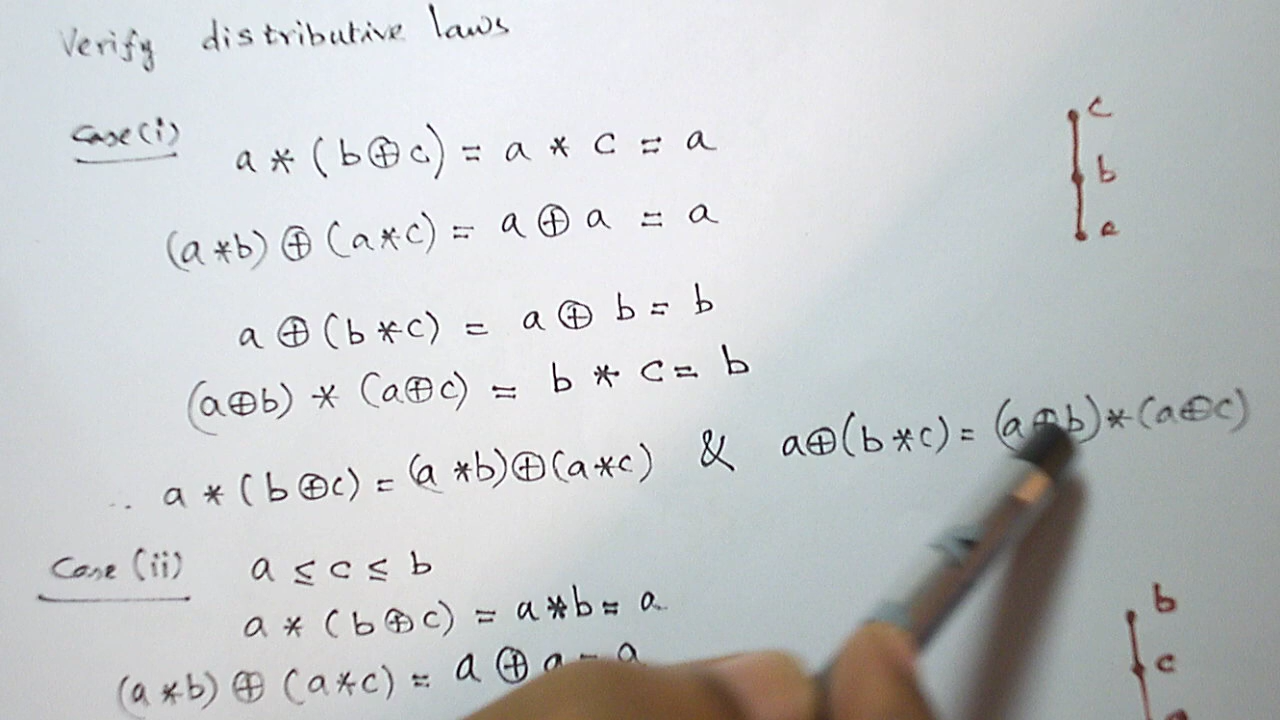 Verify distributive laws
Case(i) a * (b ⊕ c) = a * c = a
(a * b) ⊕ (a * c) = a ⊕ a = a
a ⊕ (b * c) = a ⊕ b = b
(a ⊕ b) * (a ⊕ c) = b * c = b
∴ a * (b ⊕ c) = (a * b) ⊕ (a * c) & a ⊕ (b * c) = (a ⊕ b) * (a ⊕ c)
Case (ii) a ≤ c ≤ b
a * (b ⊕ c) = a * b = a
(a * b) ⊕ (a * c) = a ⊕ a = a
c
b
a
b
c
a